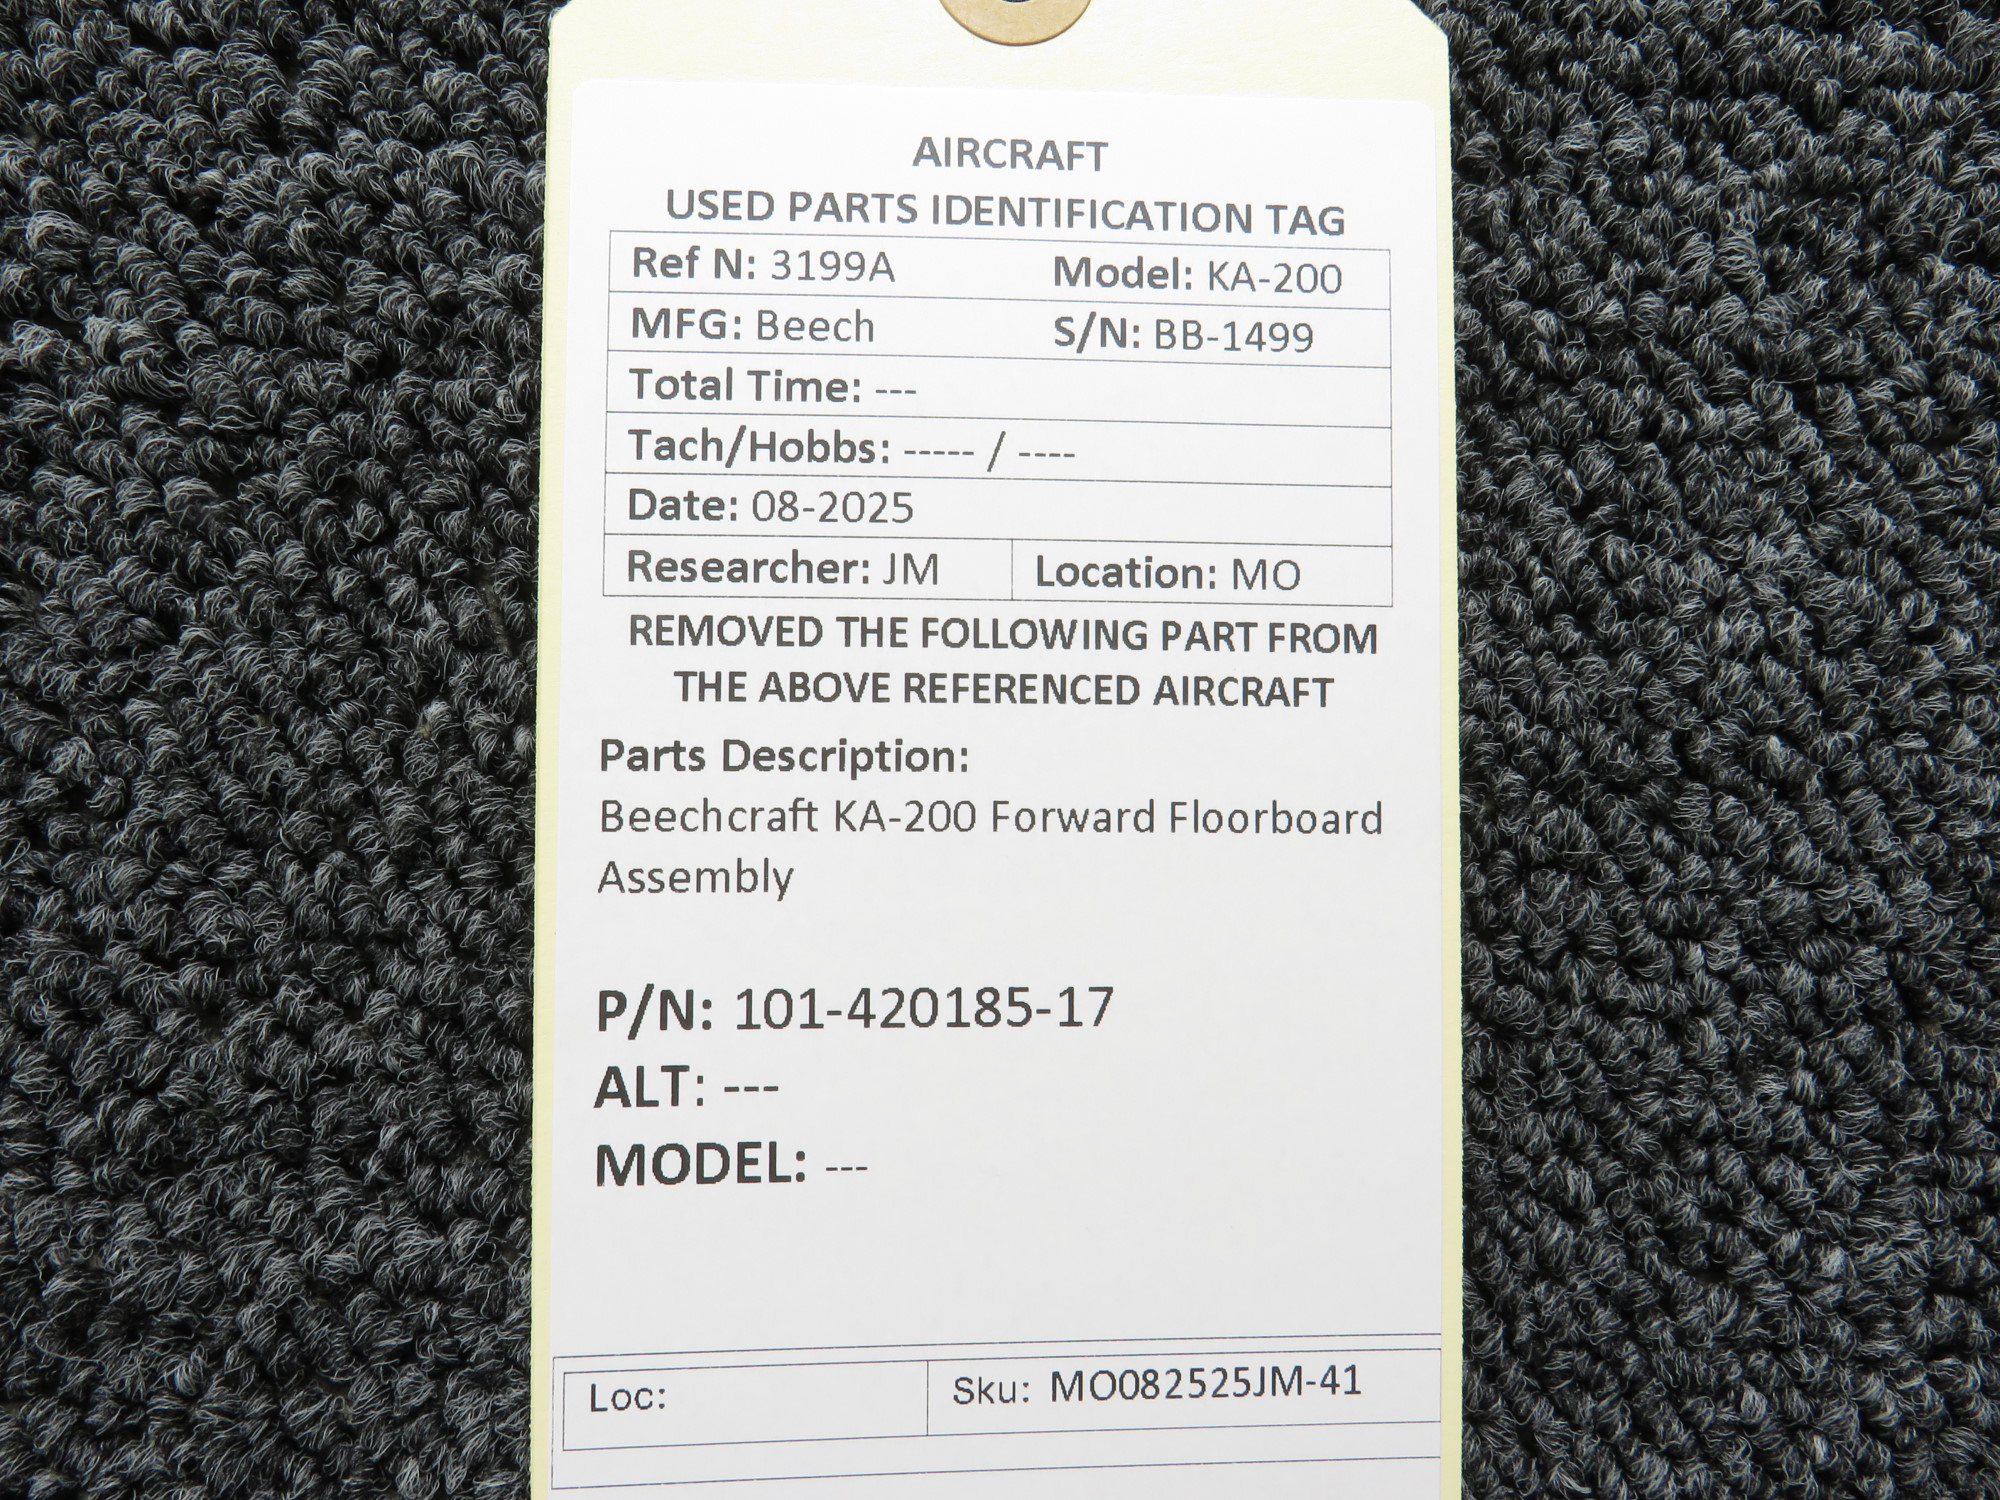 AIRCRAFT
USED PARTS IDENTIFICATION TAG
Ref N: 3199A Model: KA-200
MFG: Beech S/N: BB-1499
Total Time: ---
Tach/Hobbs: ----- / ----
Date: 08-2025
Researcher: JM Location: MO
REMOVED THE FOLLOWING PART FROM
THE ABOVE REFERENCED AIRCRAFT
Parts Description:
Beechcraft KA-200 Forward Floorboard
Assembly
P/N: 101-420185-17
ALT: ---
MODEL: ---
Loc: Sku: MO082525JM-41